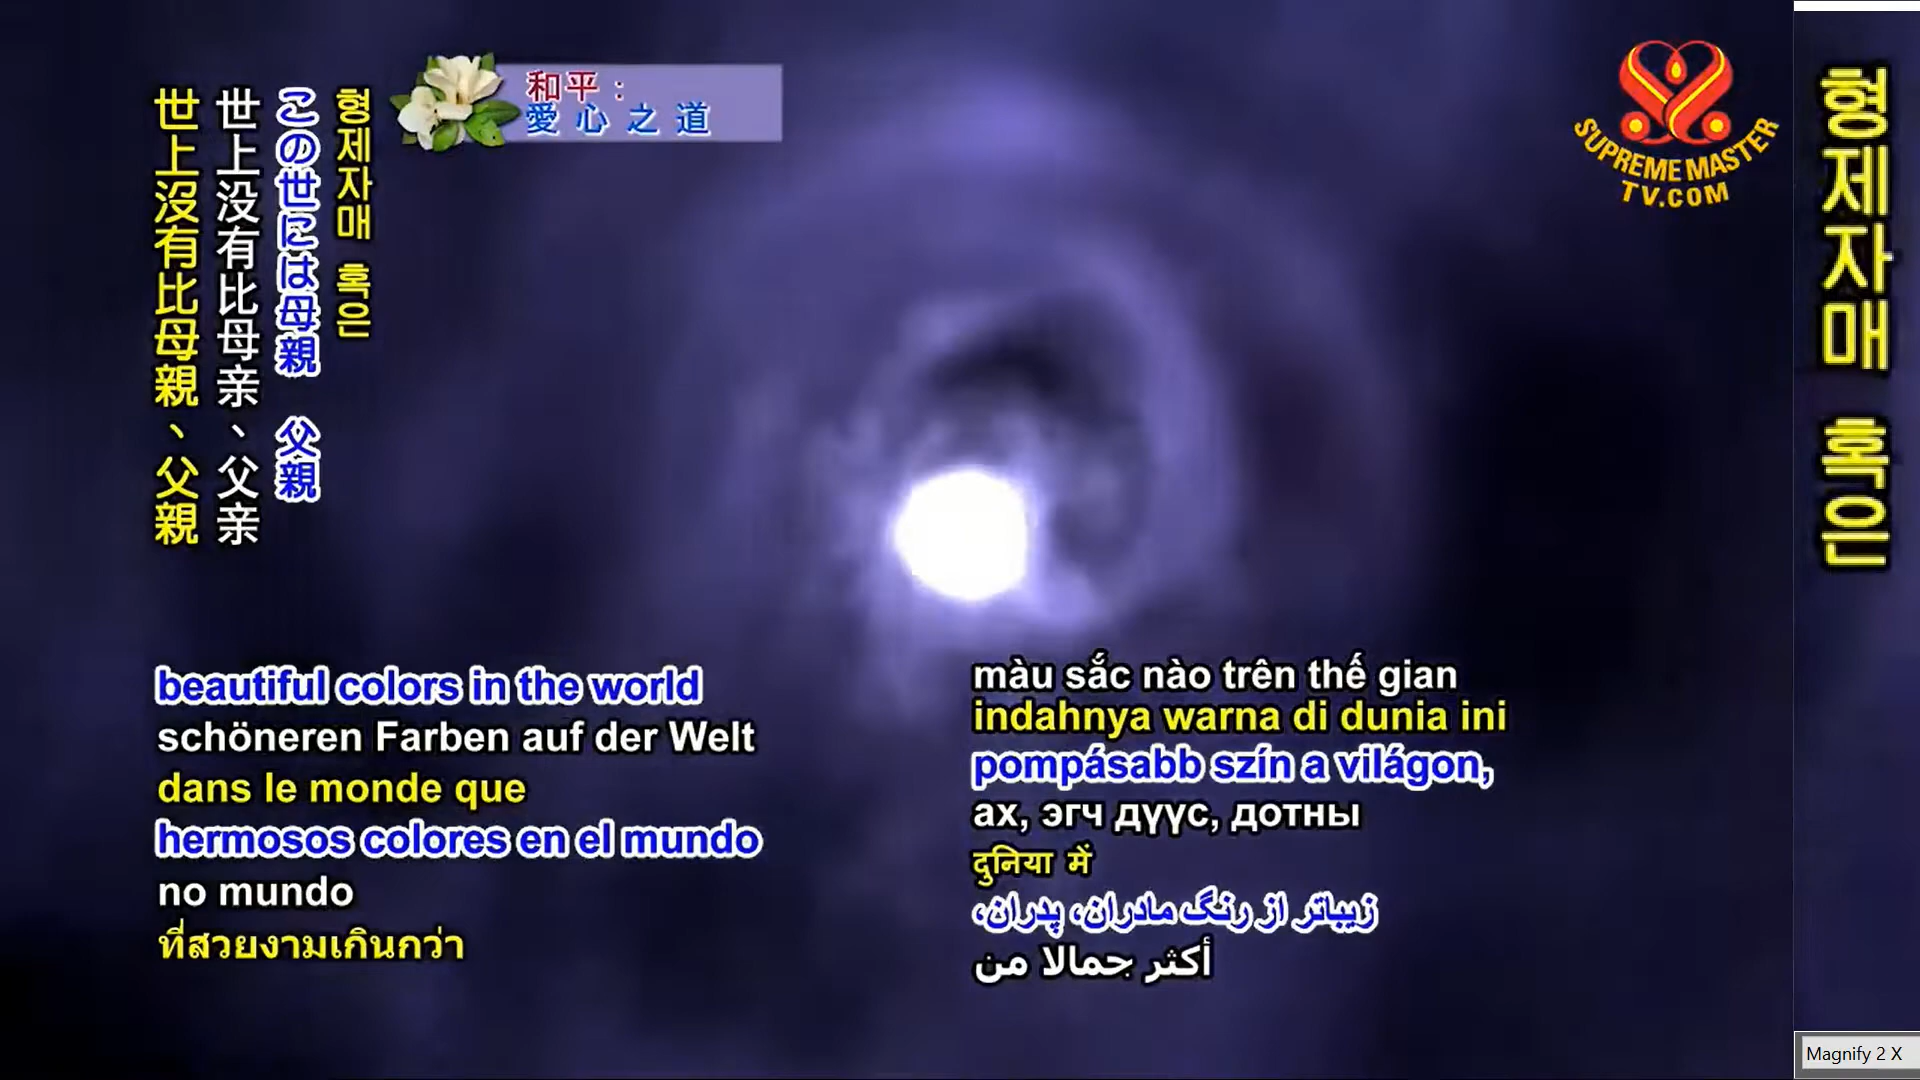 世上沒有比母親、父親
世上没有比母亲、父亲
この世には母親 父親
형제자매 혹은
和平：
愛心之道
SUPREME MASTER
TV.COM
형제자매 혹은
beautiful colors in the world
schöneren Farben auf der Welt
dans le monde que
hermosos colores en el mundo
no mundo
ที่สวยงามเกินกว่า
màu sắc nào trên thế gian
indahnya warna di dunia ini
pompásabb szín a világon,
ах, эгч дүүс, дотны
दुनिया में
زیباتر از رنگ مادران، پدران،
أكثر جمالا من
Magnify 2 X